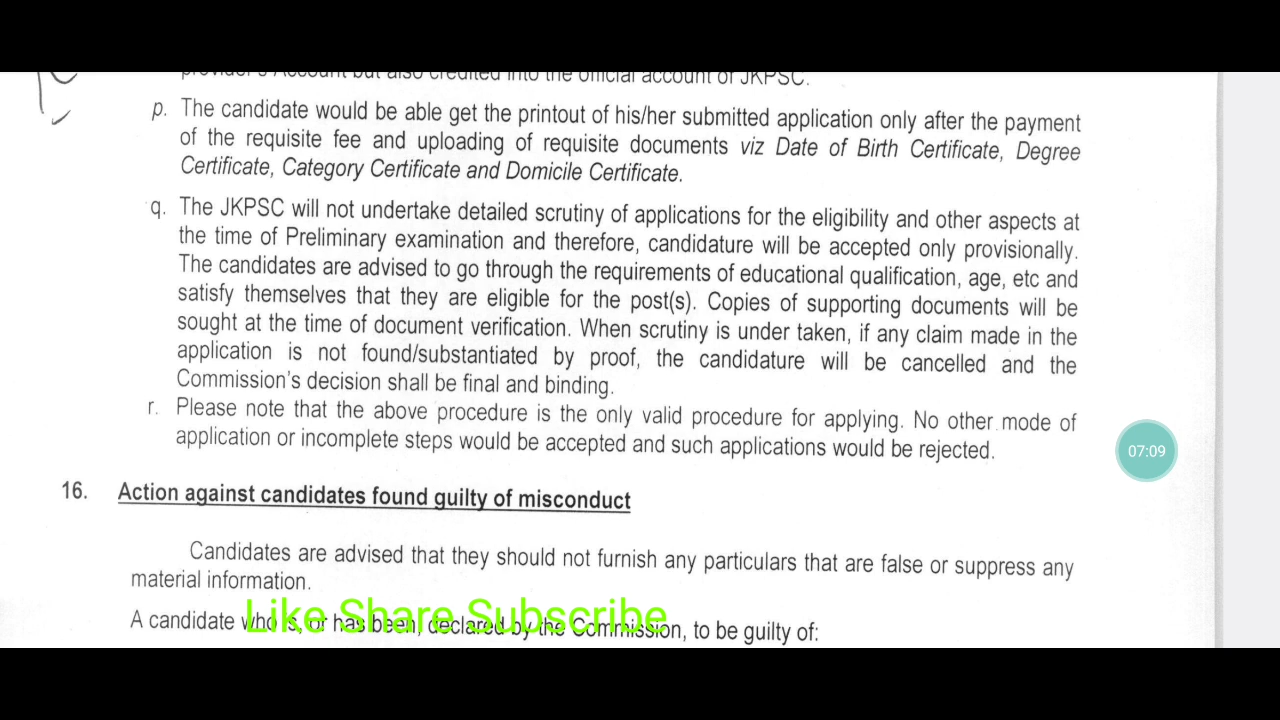 provider's Account but also credited into the official account of JKPSC.
p. The candidate would be able get the printout of his/her submitted application only after the payment
of the requisite fee and uploading of requisite documents viz Date of Birth Certificate, Degree
Certificate, Category Certificate and Domicile Certificate.
q. The JKPSC will not undertake detailed scrutiny of applications for the eligibility and other aspects at
the time of Preliminary examination and therefore, candidature will be accepted only provisionally.
The candidates are advised to go through the requirements of educational qualification, age, etc and
satisfy themselves that they are eligible for the post(s). Copies of supporting documents will be
sought at the time of document verification. When scrutiny is under taken, if any claim made in the
application is not found/substantiated by proof, the candidature will be cancelled and the
Commission's decision shall be final and binding.
r. Please note that the above procedure is the only valid procedure for applying. No other mode of
application or incomplete steps would be accepted and such applications would be rejected.
07:09
16. Action against candidates found guilty of misconduct
Candidates are advised that they should not furnish any particulars that are false or suppress any
material information.
Like Share Subscribe
A candidate who is, or has been, declared by the Commission, to be guilty of: